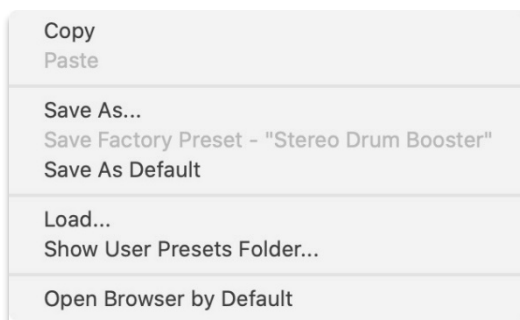 Copy
Paste
Save As...
Save Factory Preset - "Stereo Drum Booster"
Save As Default
Load...
Show User Presets Folder...
Open Browser by Default